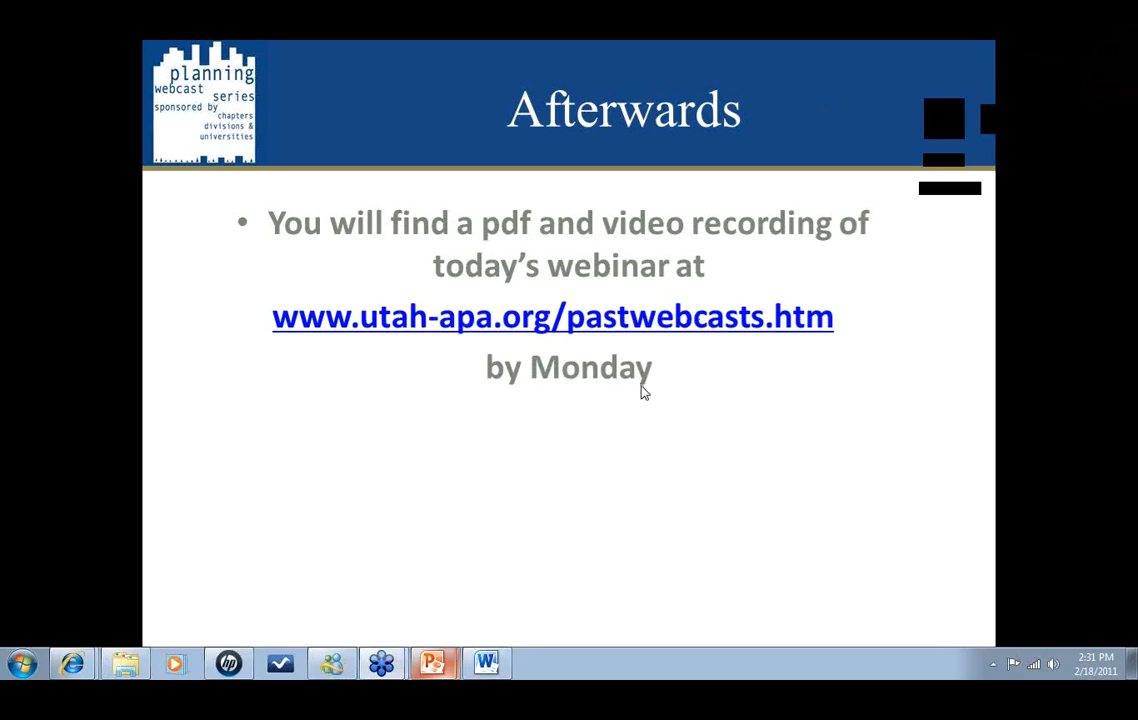 planning
webcast series
sponsored by
chapters
divisions &
universities
Afterwards
• You will find a pdf and video recording of
today's webinar at
www.utah-apa.org/pastwebcasts.htm
by Monday
2:31 PM
2/18/2011